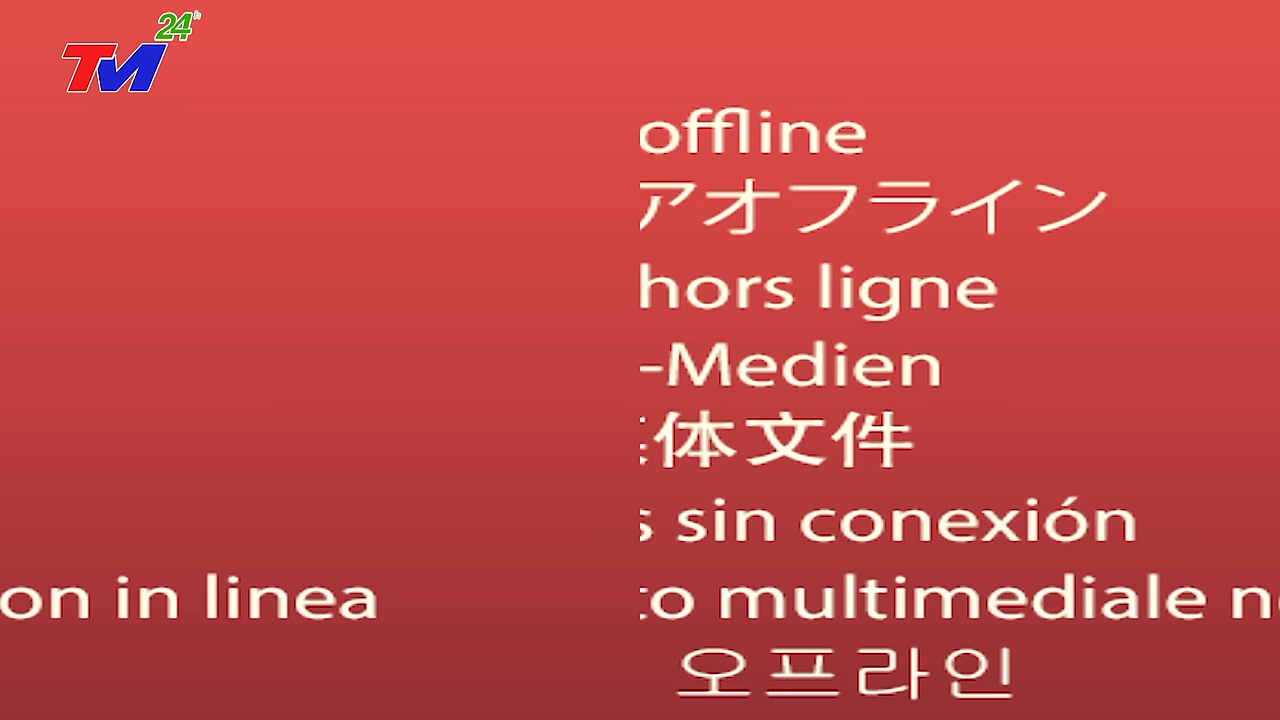 TM 24h
offline
アオフライン
hors ligne
-Medien
体文件
sin conexión
on in linea
multimediale
오프라인